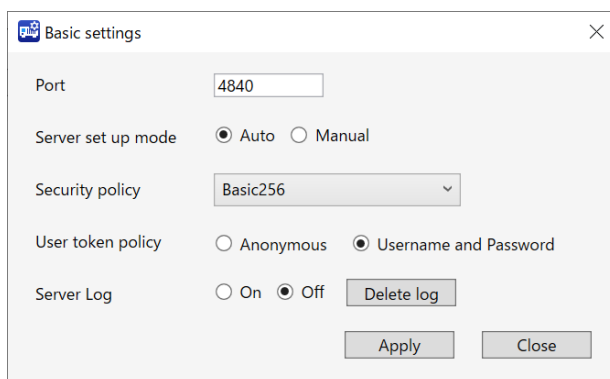 Basic settings
Port 4840
Server set up mode Auto Manual
Security policy Basic256
User token policy Anonymous Username and Password
Server Log On Off Delete log
Apply Close